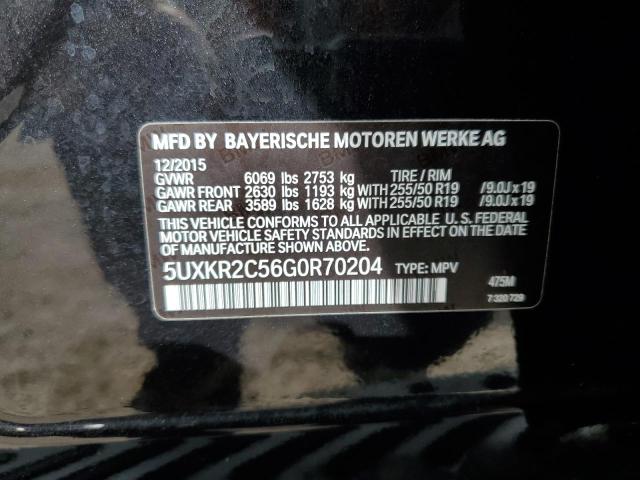 MFD BY BAYERISCHE MOTOREN WERKE AG
12/2015
GVWR 6069 lbs 2753 kg TIRE / RIM
GAWR FRONT 2630 lbs 1193 kg WITH 255/50 R19 /9.0J x 19
GAWR REAR 3589 lbs 1628 kg WITH 255/50 R19 /9.0J x 19
THIS VEHICLE CONFORMS TO ALL APPLICABLE U.S. FEDERAL
MOTOR VEHICLE SAFETY STANDARDS IN EFFECT ON THE DATE
OF MANUFACTURE SHOWN ABOVE.
5UXKR2C56G0R70204 TYPE: MPV 475M
7 320 729